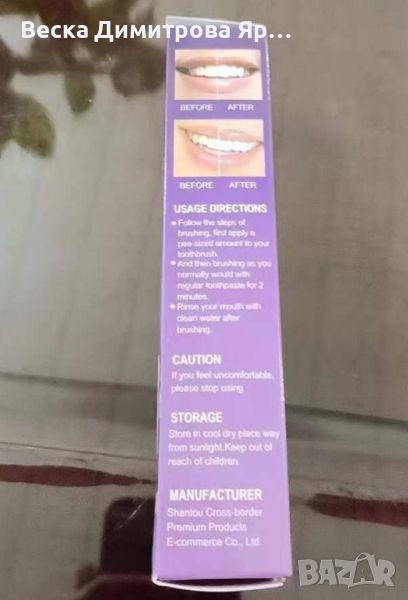 Веска Димитрова Яр...
BEFORE AFTER
BEFORE AFTER
USAGE DIRECTIONS
Follow the steps of
brushing, first apply a
pea-sized amount to your
toothbrush.
And then brushing as you
normally would with
regular toothpaste for 2
minutes.
Rinse your mouth with
clean water after
brushing.
CAUTION
If you feel uncomfortable,
please stop using
STORAGE
Store in cool dry place way
from sunlight.Keep out of
reach of children.
MANUFACTURER
Shantou Cross-border
Premium Products
E-commerce Co., Ltd.
BAZAR